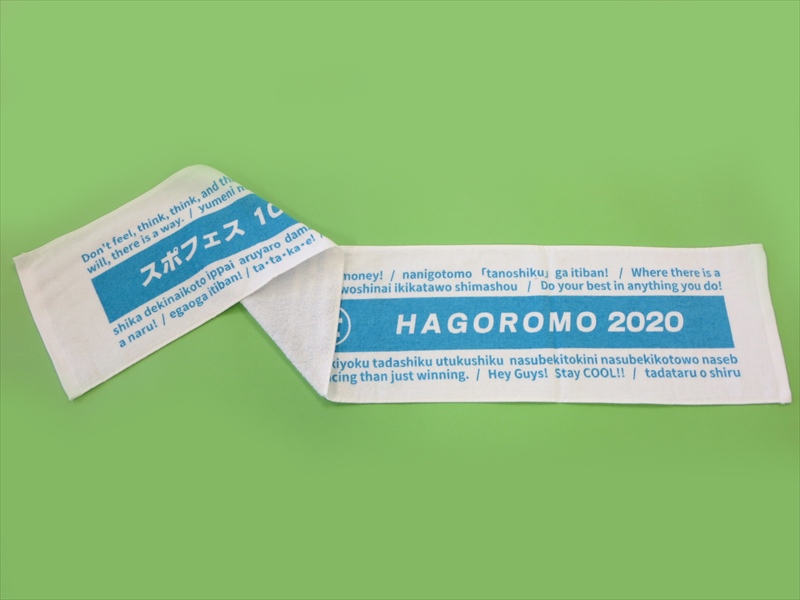 Don't feel, think, think, and th
will, there is a way. / yumeni
スポフェス 10
shika dekinaikoto ippai aruyaro dam
a naru! / egaoga itiban! / ta・ta・ka・e! /
money! / nanigotomo 「tanoshiku」 ga itiban! / Where there is a
woshinai ikikatawo shimashou / Do your best in anything you do!
HAGOROMO 2020
kiyoku tadashiku utukushiku nasubekitokini nasubekikotowo naseb
cing than just winning. / Hey Guys! Stay COOL!! / tadataru o shiru